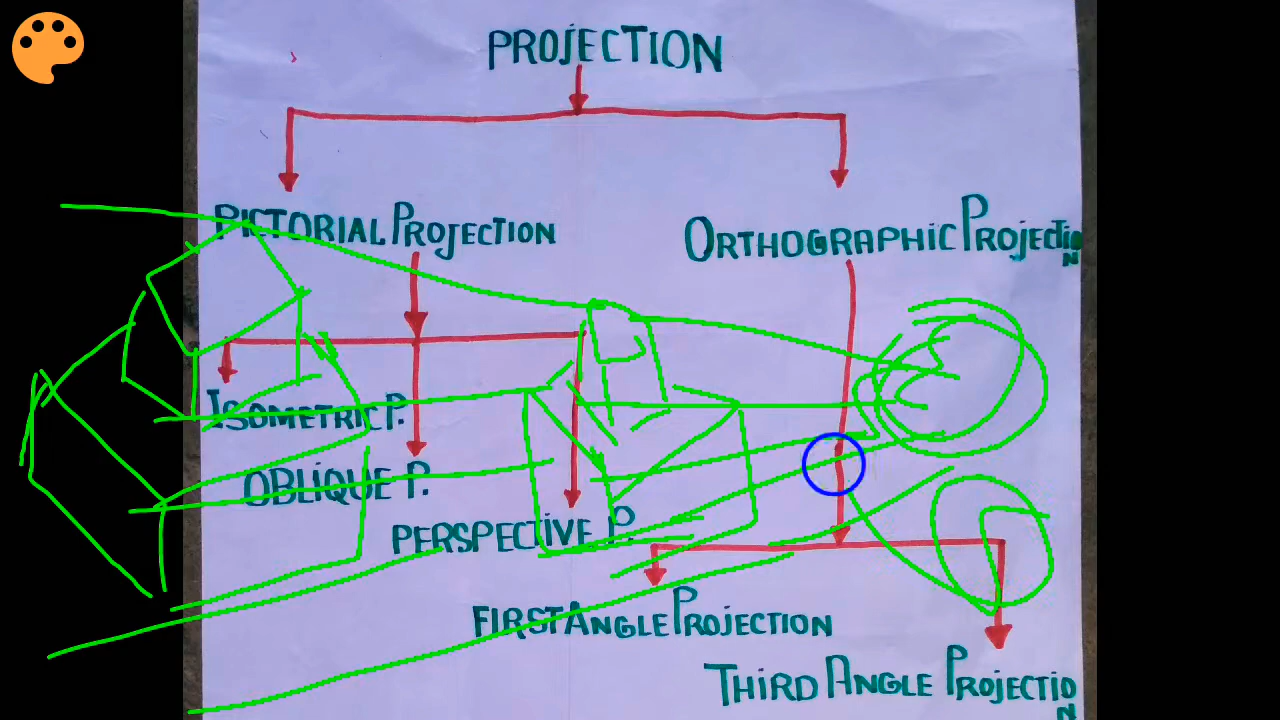 PROJECTION
PICTORIAL PROJECTION
ORTHOGRAPHIC PROJECTION
ISOMETRIC P.
OBLIQUE P.
PERSPECTIVE P.
FIRST ANGLE PROJECTION
THIRD ANGLE PROJECTION